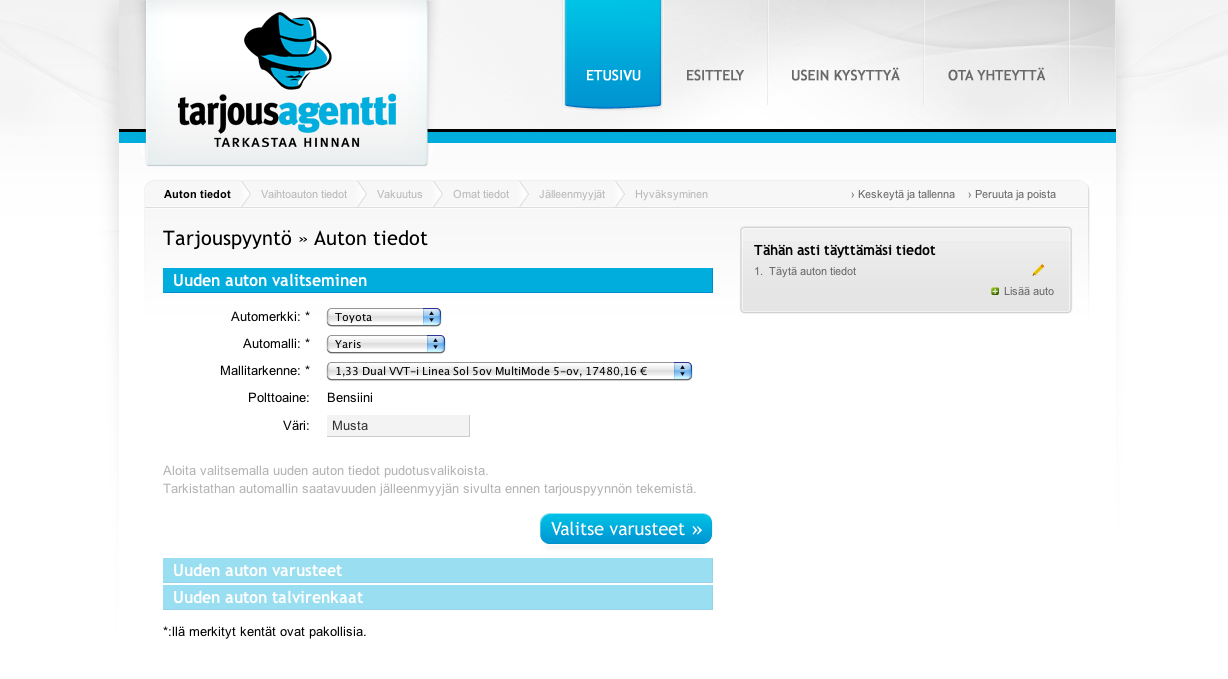 tarjousagentti
TARKASTAA HINNAN
ETUSIVU ESITTELY USEIN KYSYTTYÄ OTA YHTEYTTÄ
Auton tiedot Vaihtoauton tiedot Vakuutus Omat tiedot Jälleenmyyjät Hyväksyminen › Keskeytä ja tallenna › Peruuta ja poista
Tarjouspyyntö » Auton tiedot
Uuden auton valitseminen
Automerkki: * Toyota
Automalli: * Yaris
Mallitarkenne: * 1,33 Dual VVT-i Linea Sol 5ov MultiMode 5-ov, 17480,16 €
Polttoaine: Bensiini
Väri: Musta
Aloita valitsemalla uuden auton tiedot pudotusvalikoista.
Tarkistathan automallin saatavuuden jälleenmyyjän sivulta ennen tarjouspyynnön tekemistä.
Valitse varusteet »
Uuden auton varusteet
Uuden auton talvirenkaat
*:llä merkityt kentät ovat pakollisia.
Tähän asti täyttämäsi tiedot
1. Täytä auton tiedot
Lisää auto